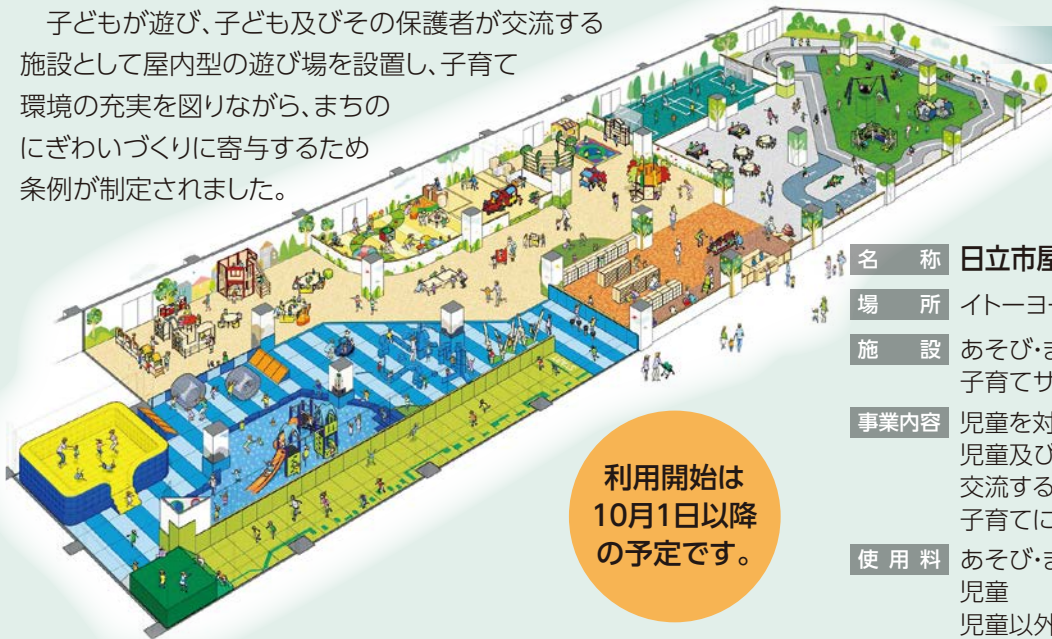 子どもが遊び、子ども及びその保護者が交流する
施設として屋内型の遊び場を設置し、子育て
環境の充実を図りながら、まちの
にぎわいづくりに寄与するため
条例が制定されました。
利用開始は
10月1日以降
の予定です。
名称 日立市屋
場所 イトーヨー
施設 あそび・ま
子育てサ
事業内容 児童を対
児童及び
交流する
子育てに
使用料 あそび・ま
児童
児童以外